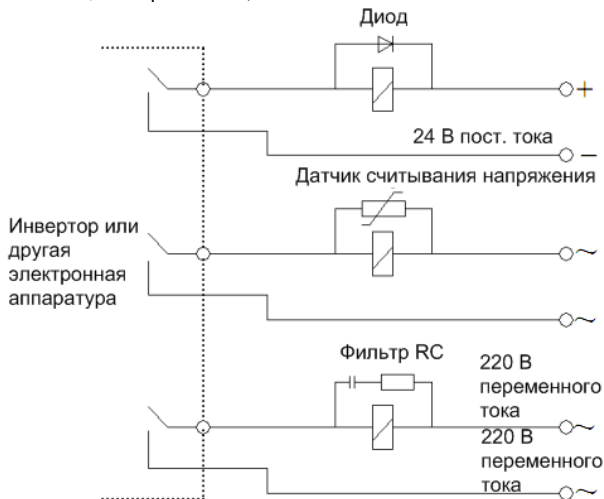 Диод
+
24 В пост. тока
−
Датчик считывания напряжения
Инвертор или
другая
электронная
аппаратура
~
~
Фильтр RC
220 В
переменного
тока
~
220 В
переменного
тока
~